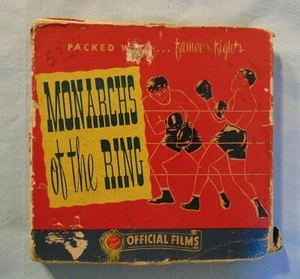 PACKED W... famous fights
MONARCHS
of the RING
OFFICIAL FILMS